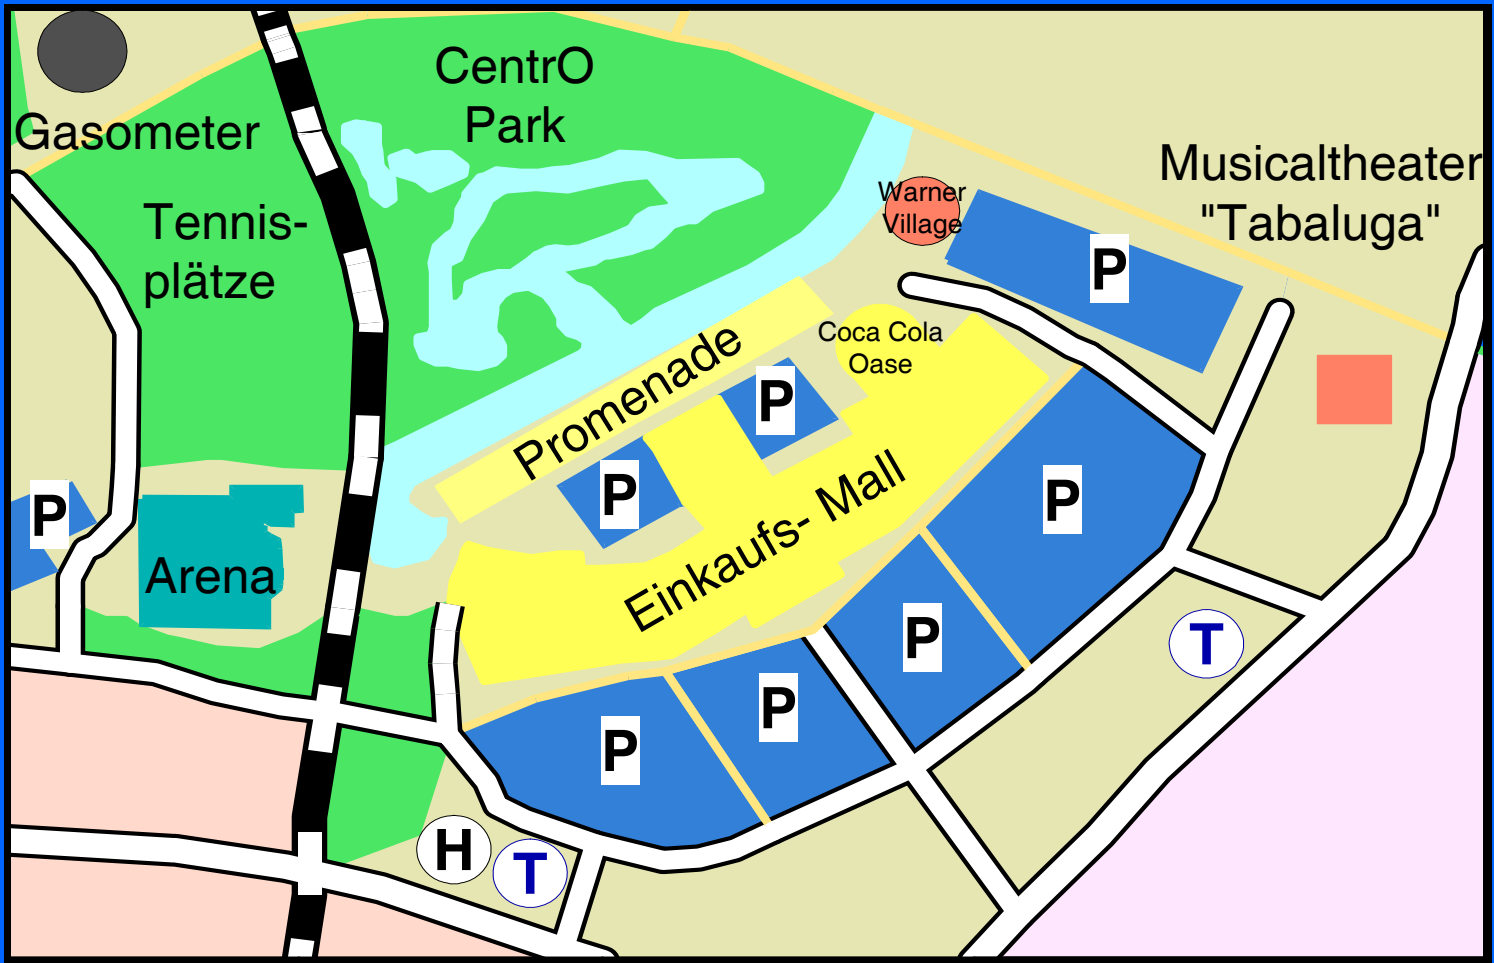 CentrO
Park
Gasometer
Musicaltheater
"Tabaluga"
Warner
Village
Tennis-
plätze
P
Coca Cola
Oase
Promenade
P
P
P
P
Einkaufs- Mall
Arena
P
T
P
P
H
T